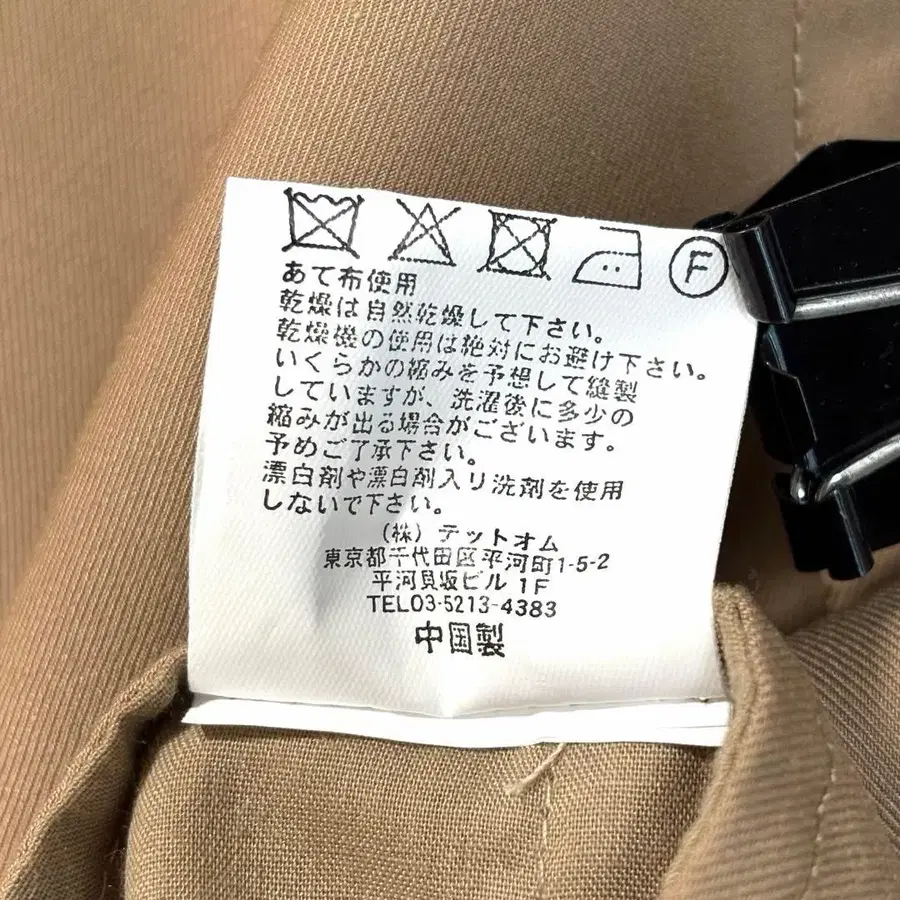 F
あて布使用
乾燥は自然乾燥して下さい。
乾燥機の使用は絶対にお避け下さい。
いくらかの縮みを予想して縫製
していますが、洗濯後に多少の
縮みが出る場合がございます。
予めご了承下さい。
漂白剤や漂白剤入り洗剤を使用
しないで下さい。
(株)テットオム
東京都千代田区平河町1-5-2
平河貝坂ビル 1F
TEL03-5213-4383
中国製